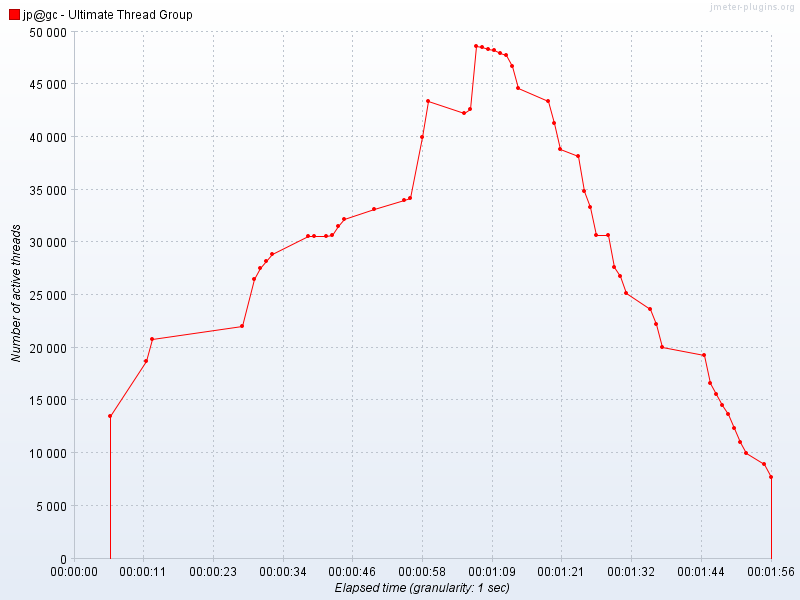 jp@gc - Ultimate Thread Group
jmeter-plugins.org
50 000
45 000
40 000
35 000
30 000
25 000
20 000
15 000
10 000
5 000
0
Number of active threads
00:00:00 00:00:11 00:00:23 00:00:34 00:00:46 00:00:58 00:01:09 00:01:21 00:01:32 00:01:44 00:01:56
Elapsed time (granularity: 1 sec)